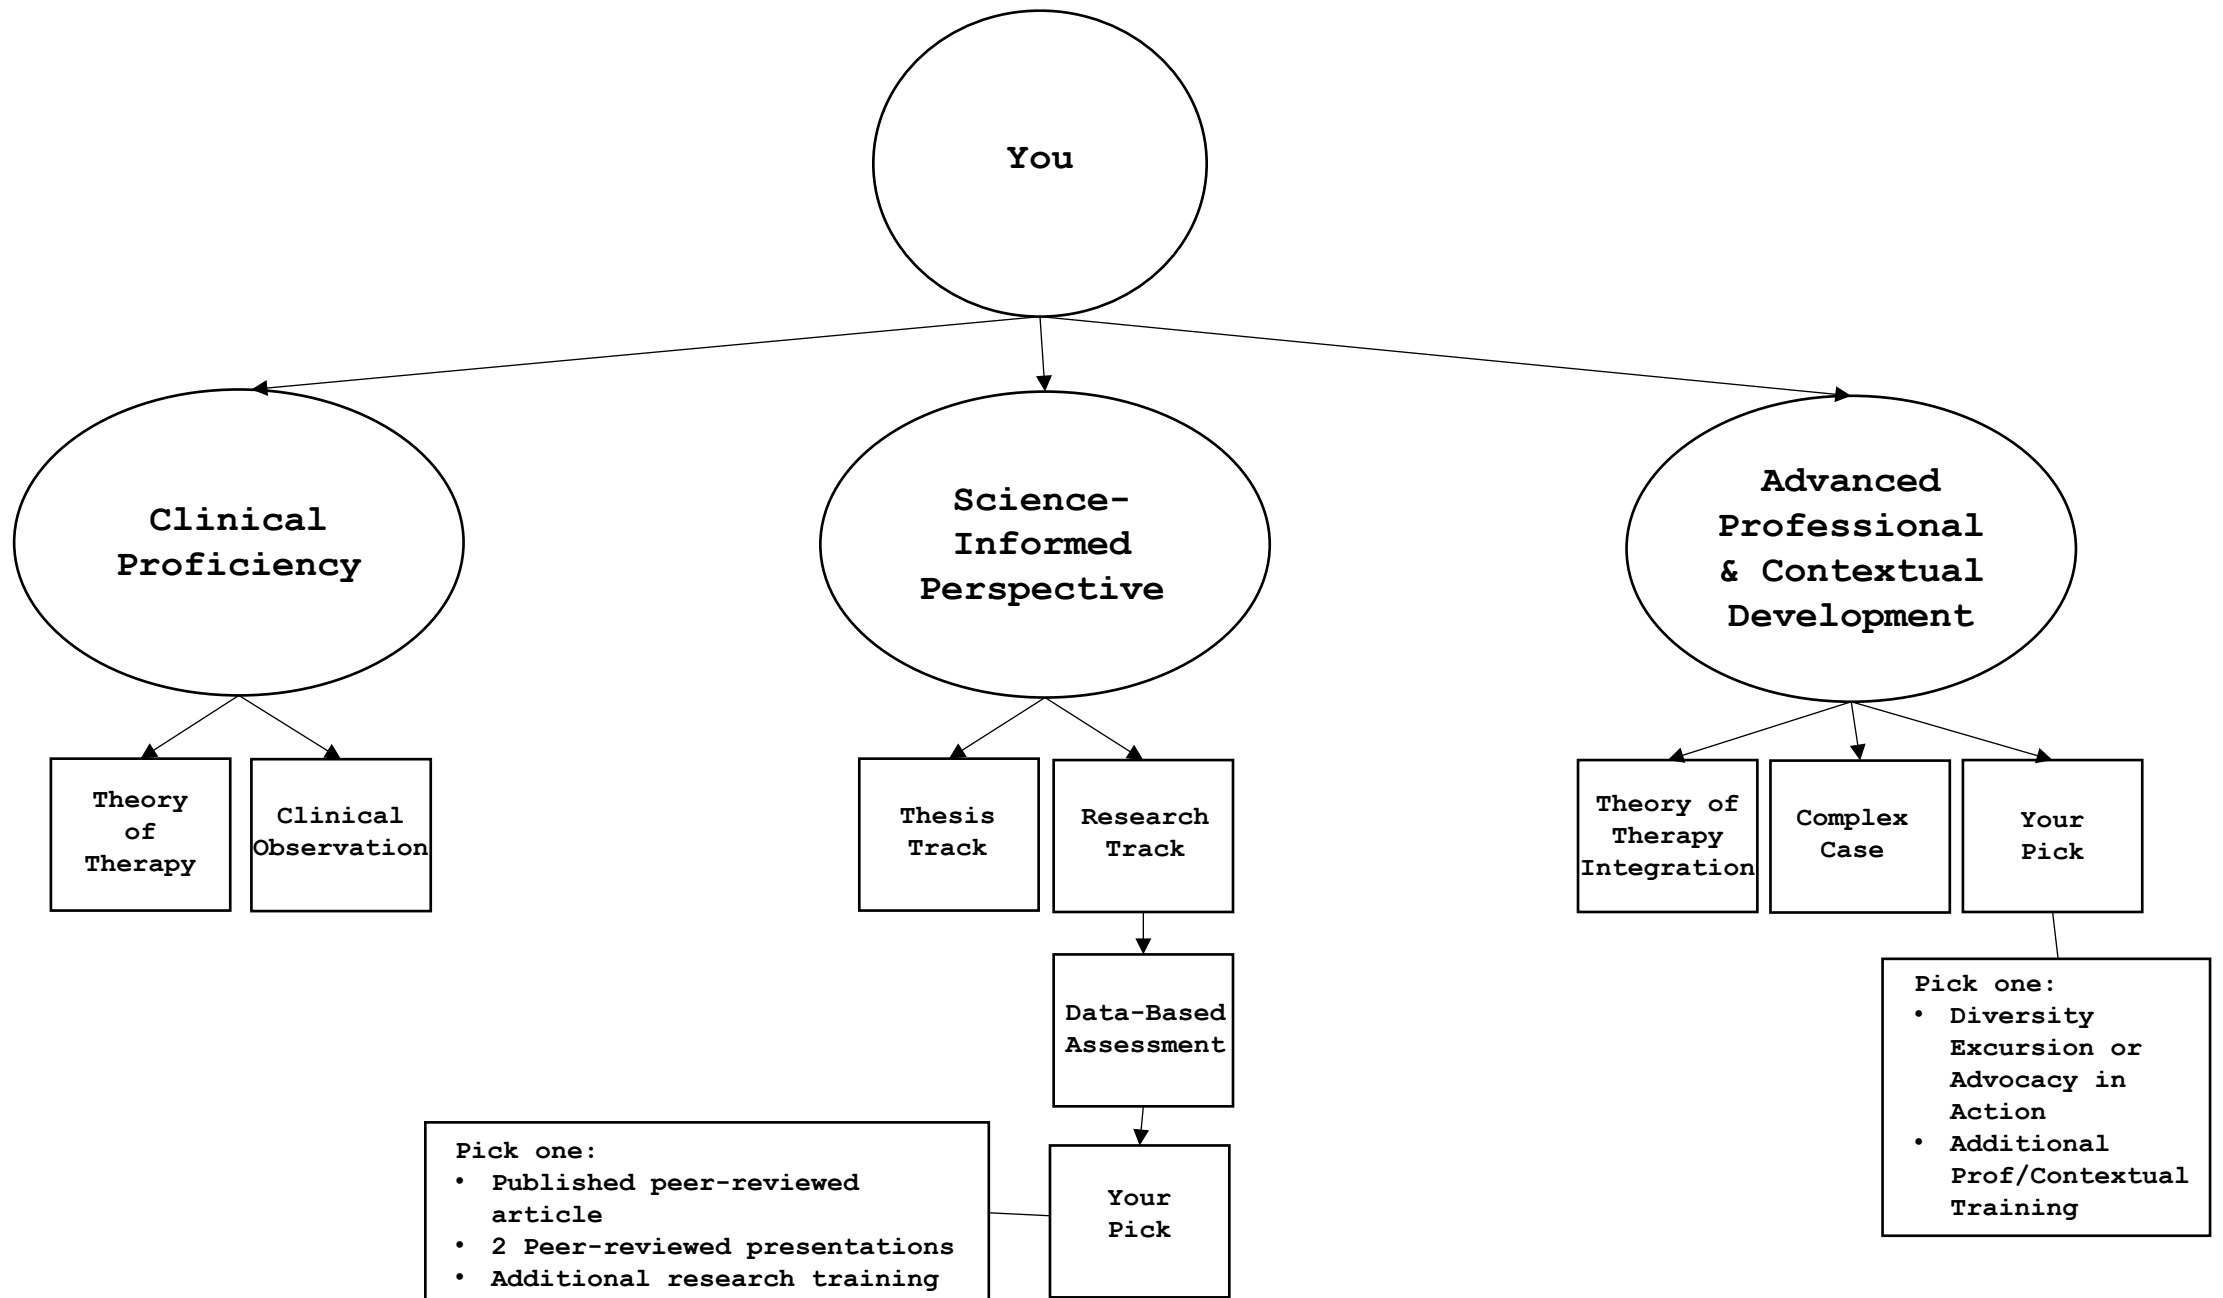 You
Clinical
Proficiency
Science-
Informed
Perspective
Advanced
Professional
& Contextual
Development
Theory
of
Therapy
Clinical
Observation
Thesis
Track
Research
Track
Theory of
Therapy
Integration
Complex
Case
Your
Pick
Data-Based
Assessment
Pick one:
• Diversity
Excursion or
Advocacy in
Action
• Additional
Prof/Contextual
Training
Pick one:
• Published peer-reviewed
article
• 2 Peer-reviewed presentations
• Additional research training
Your
Pick